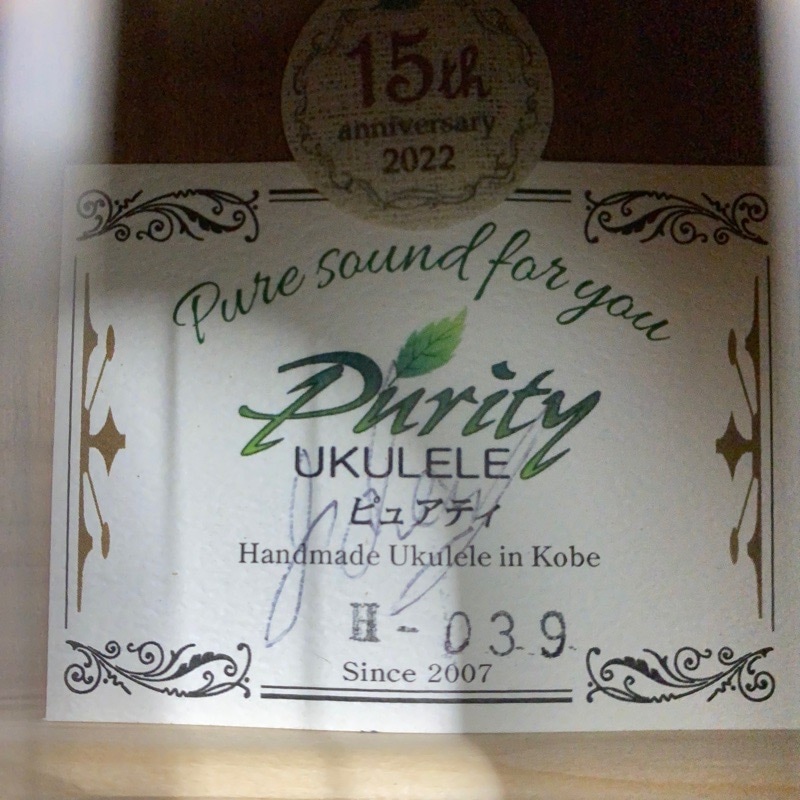 15th
anniversary
2022
Pure sound for you
Purity
UKULELE
ピュアティ
Handmade Ukulele in Kobe
H-039
Since 2007